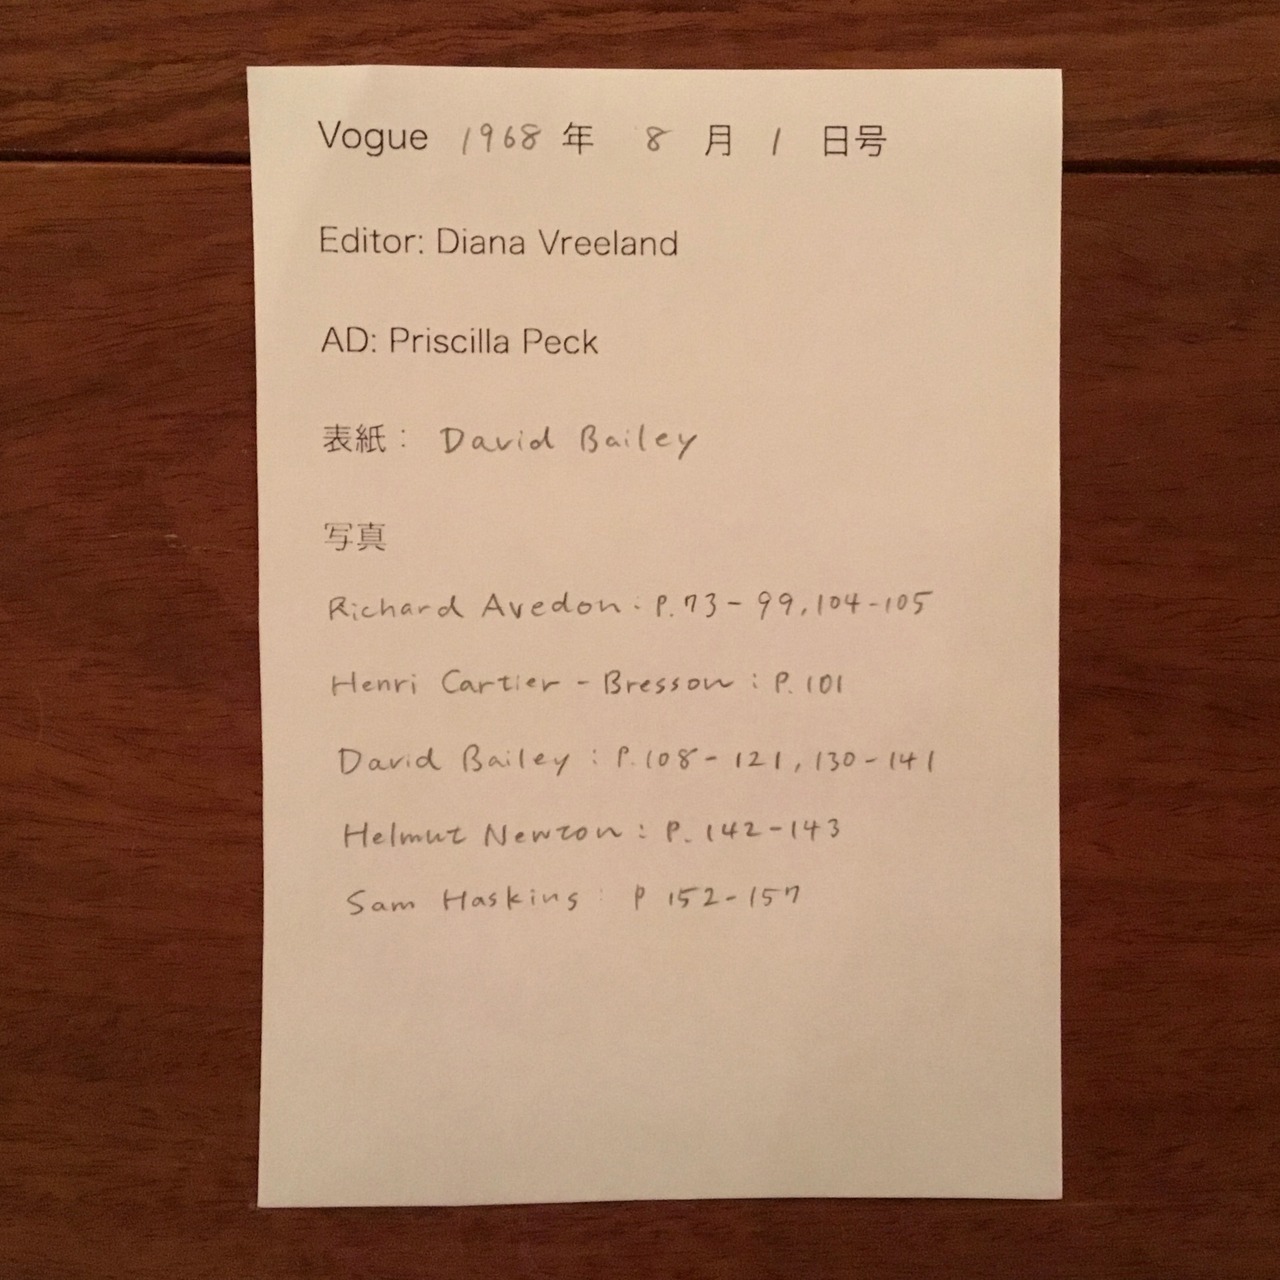 Vogue 1968 年 8 月 1 日号
Editor: Diana Vreeland
AD: Priscilla Peck
表紙： David Bailey
写真
Richard Avedon: P.73-99, 104-105
Henri Cartier-Bresson: P.101
David Bailey: P.108-121, 130-141
Helmut Newton: P.142-143
Sam Haskins: P 152-157